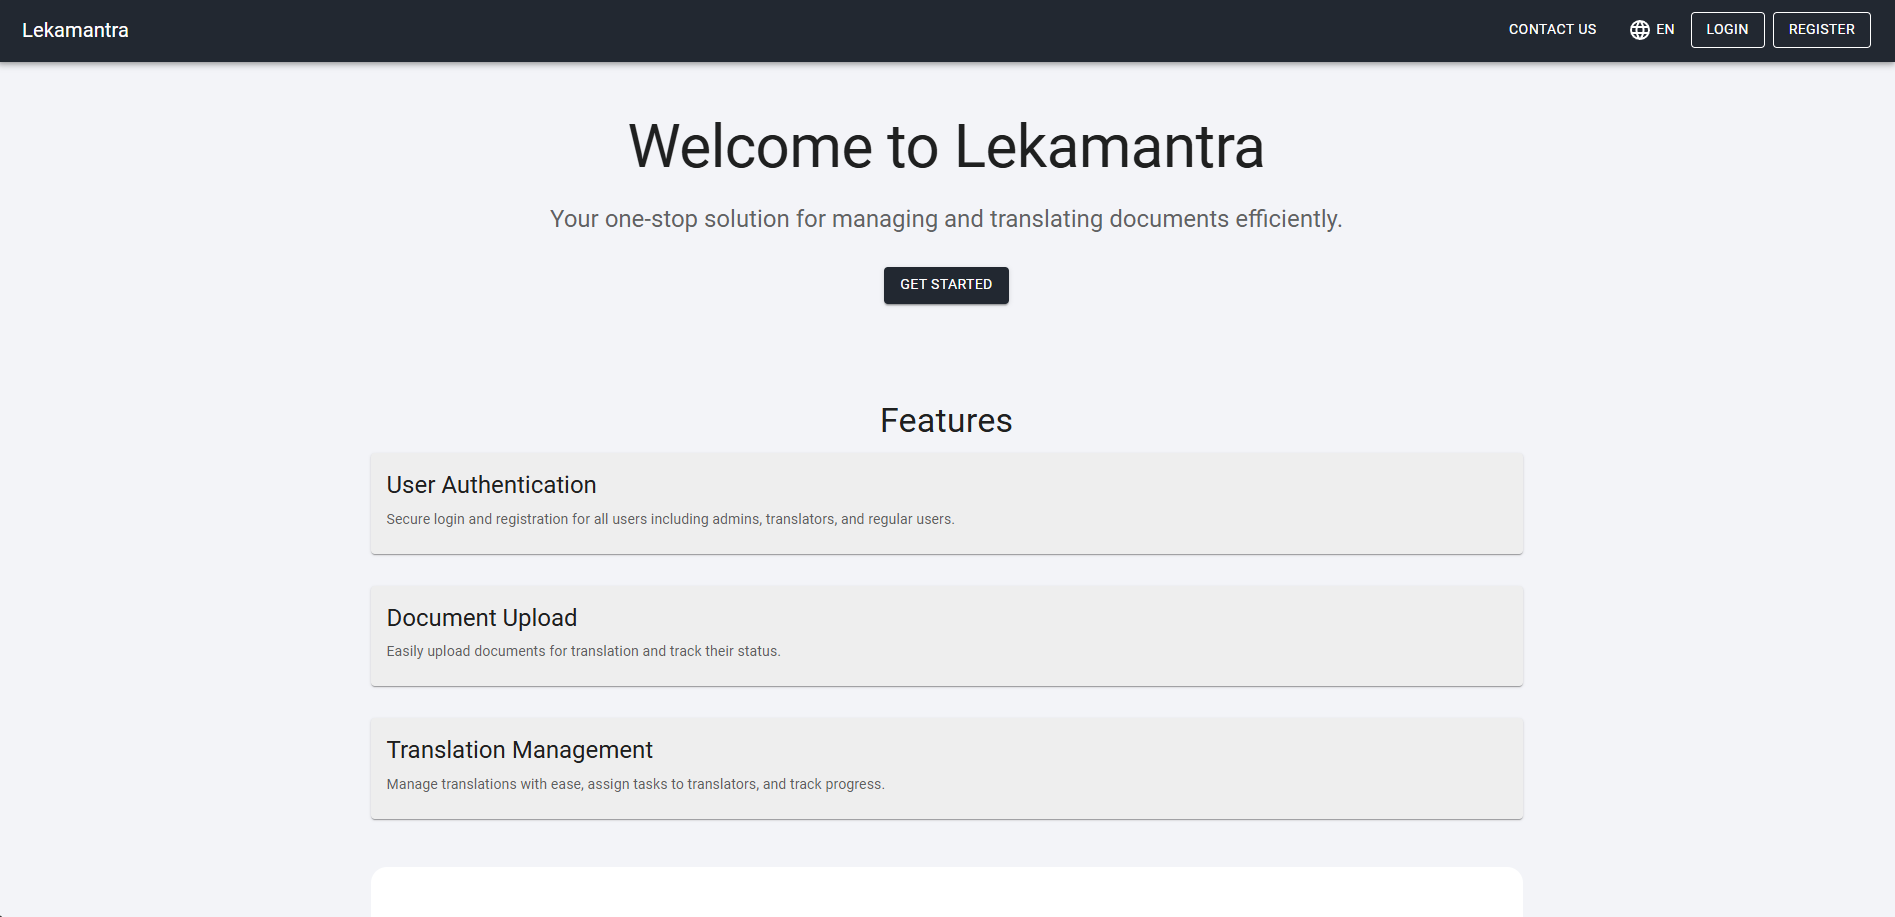 Lekamantra
CONTACT US
EN
LOGIN
REGISTER
Welcome to Lekamantra
Your one-stop solution for managing and translating documents efficiently.
GET STARTED
Features
User Authentication
Secure login and registration for all users including admins, translators, and regular users.
Document Upload
Easily upload documents for translation and track their status.
Translation Management
Manage translations with ease, assign tasks to translators, and track progress.